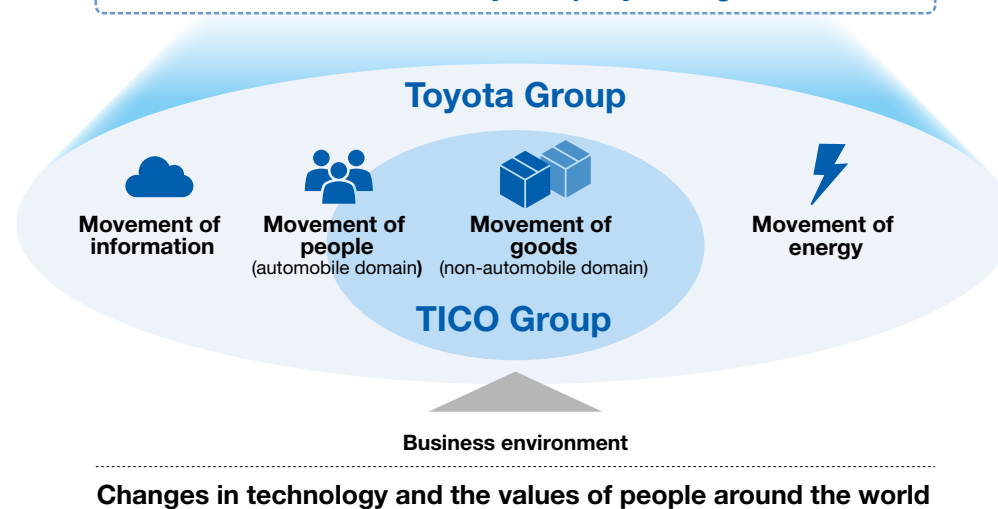 Toyota Group
Movement of
information
Movement of
people
(automobile domain)
Movement of
goods
(non-automobile domain)
Movement of
energy
TICO Group
Business environment
Changes in technology and the values of people around the world